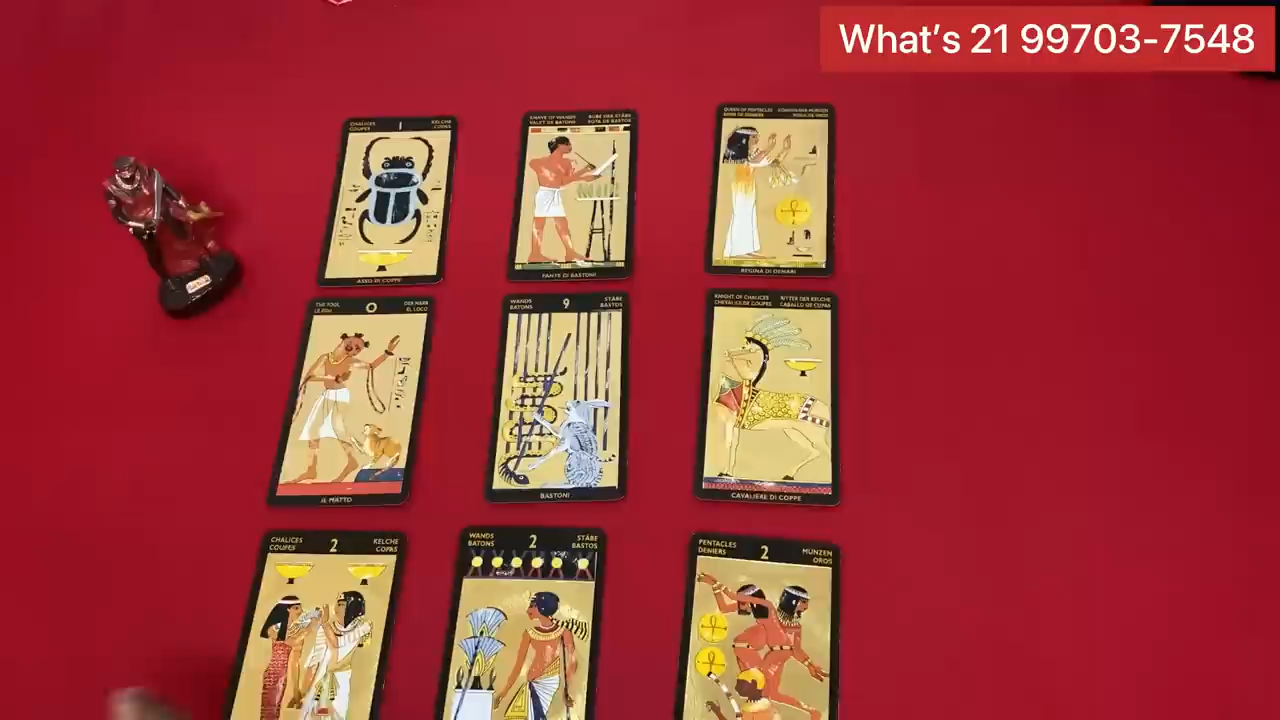 What's 21 99703-7548
CHALICES
COUPES
1
KELCHE
COPAS
ASSO DI COPPE
KNAVE OF WANDS
VALET DE BATONS
BUBE DER STÄBE
SOTA DE BASTOS
FANTE DI BASTONI
QUEEN OF PENTACLES
REGINA DI DENARI
THE FOOL
LE FOU
0
DER NARR
EL LOCO
IL MATTO
WANDS
BATONS
9
STÄBE
BASTOS
BASTONI
KNIGHT OF CHALICES
CHEVALIER DE COUPES
RITTER DER KELCHE
CABALLO DE COPAS
CAVALIERE DI COPPE
CHALICES
COUPES
2
KELCHE
COPAS
WANDS
BATONS
2
STÄBE
BASTOS
PENTACLES
DENIERS
2
MÜNZEN
OROS